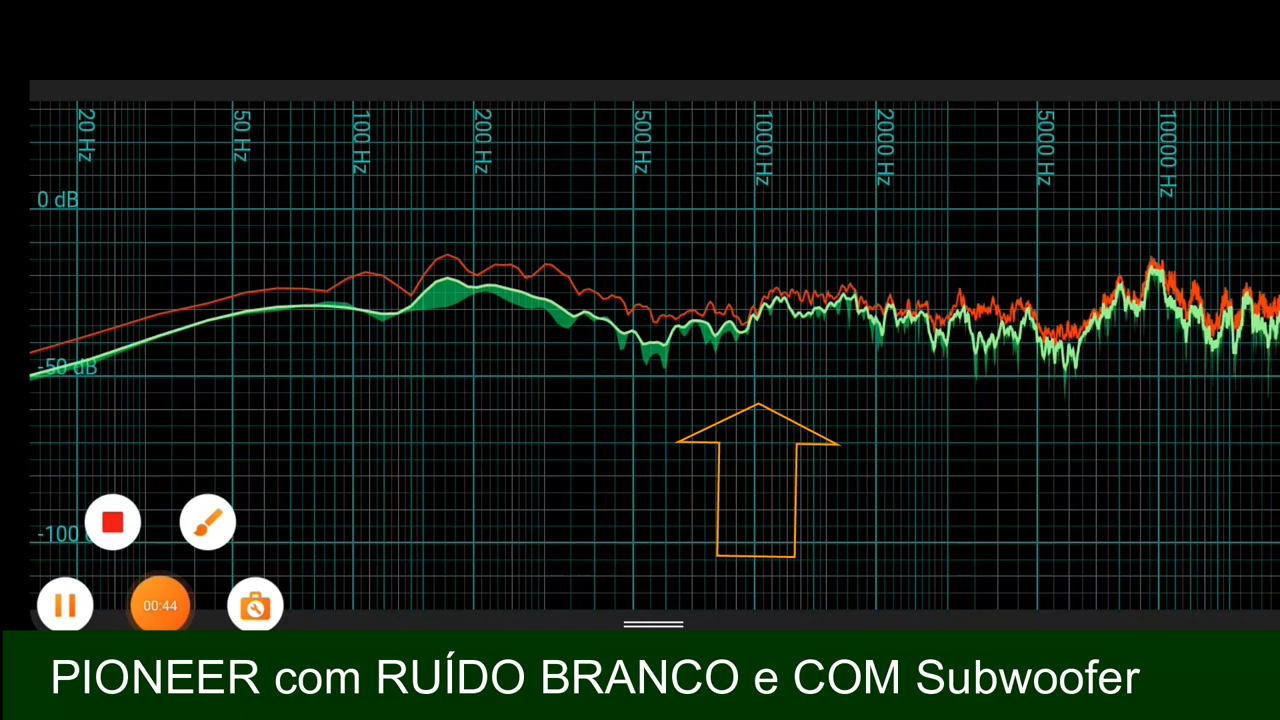 20 Hz
50 Hz
100 Hz
200 Hz
500 Hz
1000 Hz
2000 Hz
5000 Hz
10000 Hz
0 dB
-50 dB
-100
00:44
PIONEER com RUÍDO BRANCO e COM Subwoofer